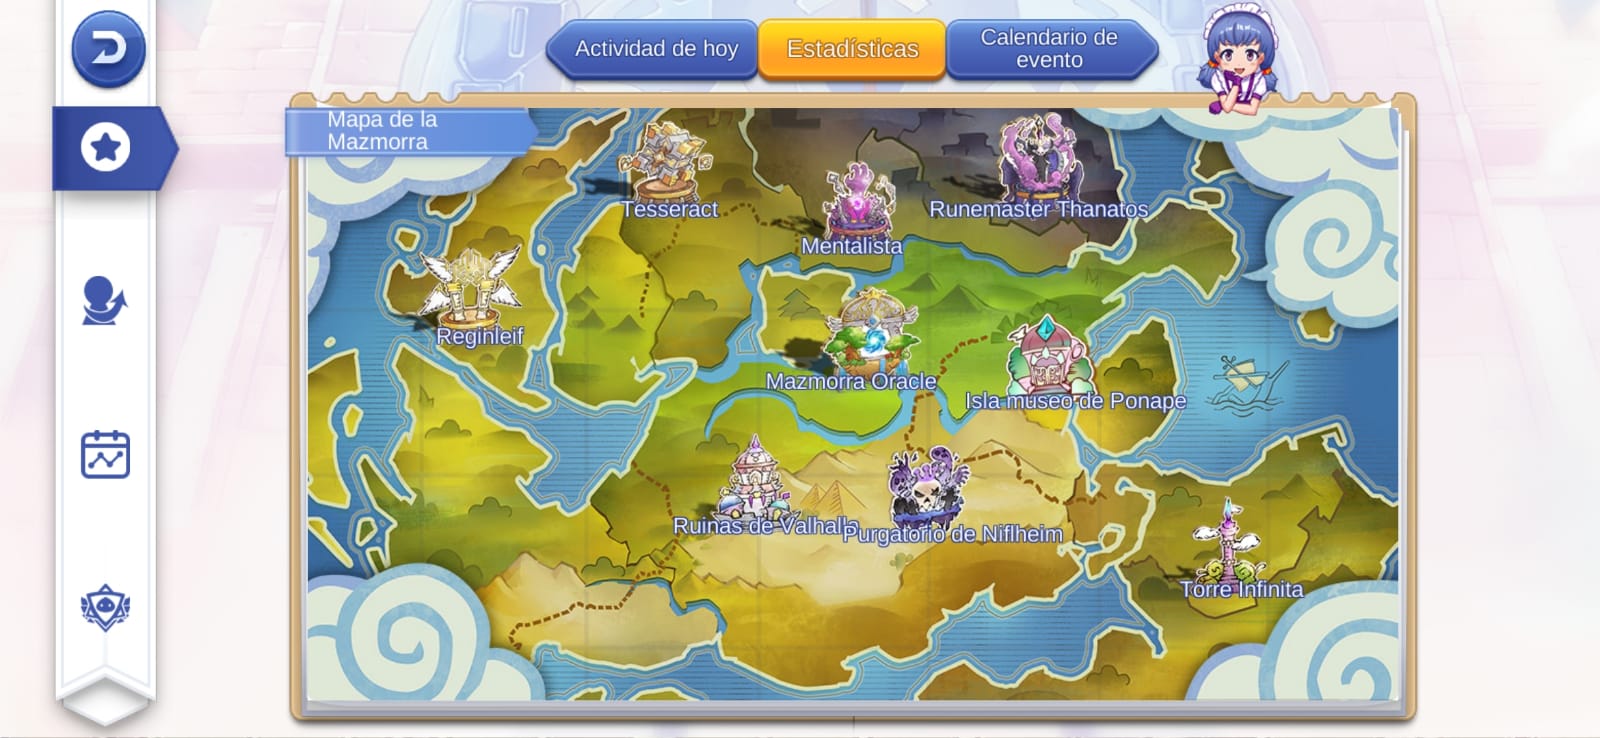 Actividad de hoy
Estadísticas
Calendario de
evento
Mapa de la
Mazmorra
Tesseract
Runemaster Thanatos
Mentalista
Reginleif
Mazmorra Oracle
Isla museo de Ponape
Ruinas de Valhalla
Purgatorio de Niflheim
Torre Infinita